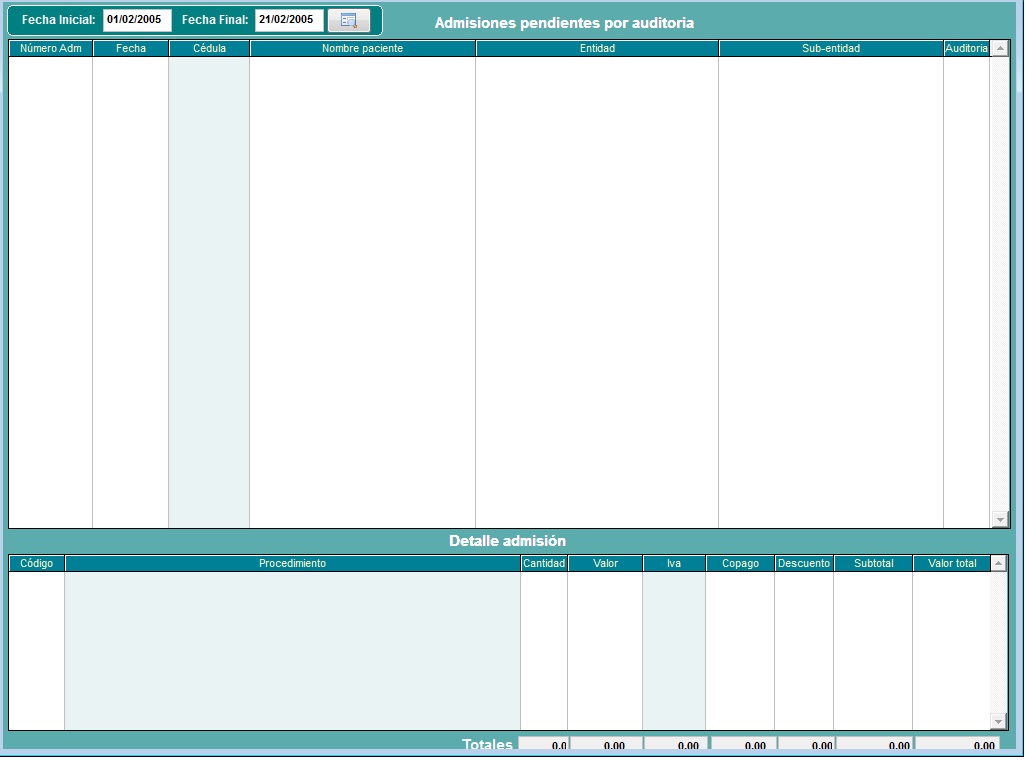 Fecha Inicial: 01/02/2005 Fecha Final: 21/02/2005
Admisiones pendientes por auditoria
Número Adm Fecha Cédula Nombre paciente Entidad Sub-entidad Auditoria
Detalle admisión
Código Procedimiento Cantidad Valor Iva Copago Descuento Subtotal Valor total
Totales 0.0 0.00 0.00 0.00 0.00 0.00 0.00